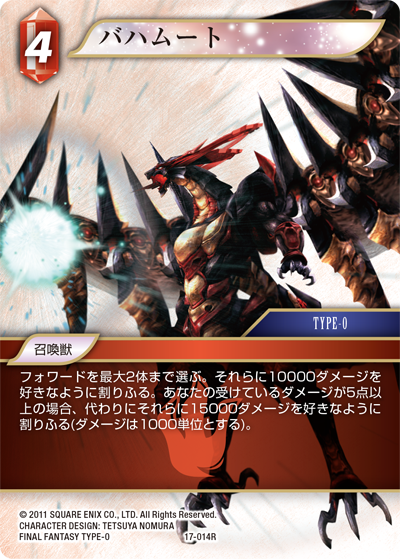 4
バハムート
TYPE-0
召喚獣
フォワードを最大2体まで選ぶ。それらに10000ダメージを
好きなように割りふる。あなたの受けているダメージが5点以
上の場合、代わりにそれらに15000ダメージを好きなように
割りふる(ダメージは1000単位とする)。
© 2011 SQUARE ENIX CO., LTD. All Rights Reserved.
CHARACTER DESIGN: TETSUYA NOMURA
FINAL FANTASY TYPE-0
17-014R